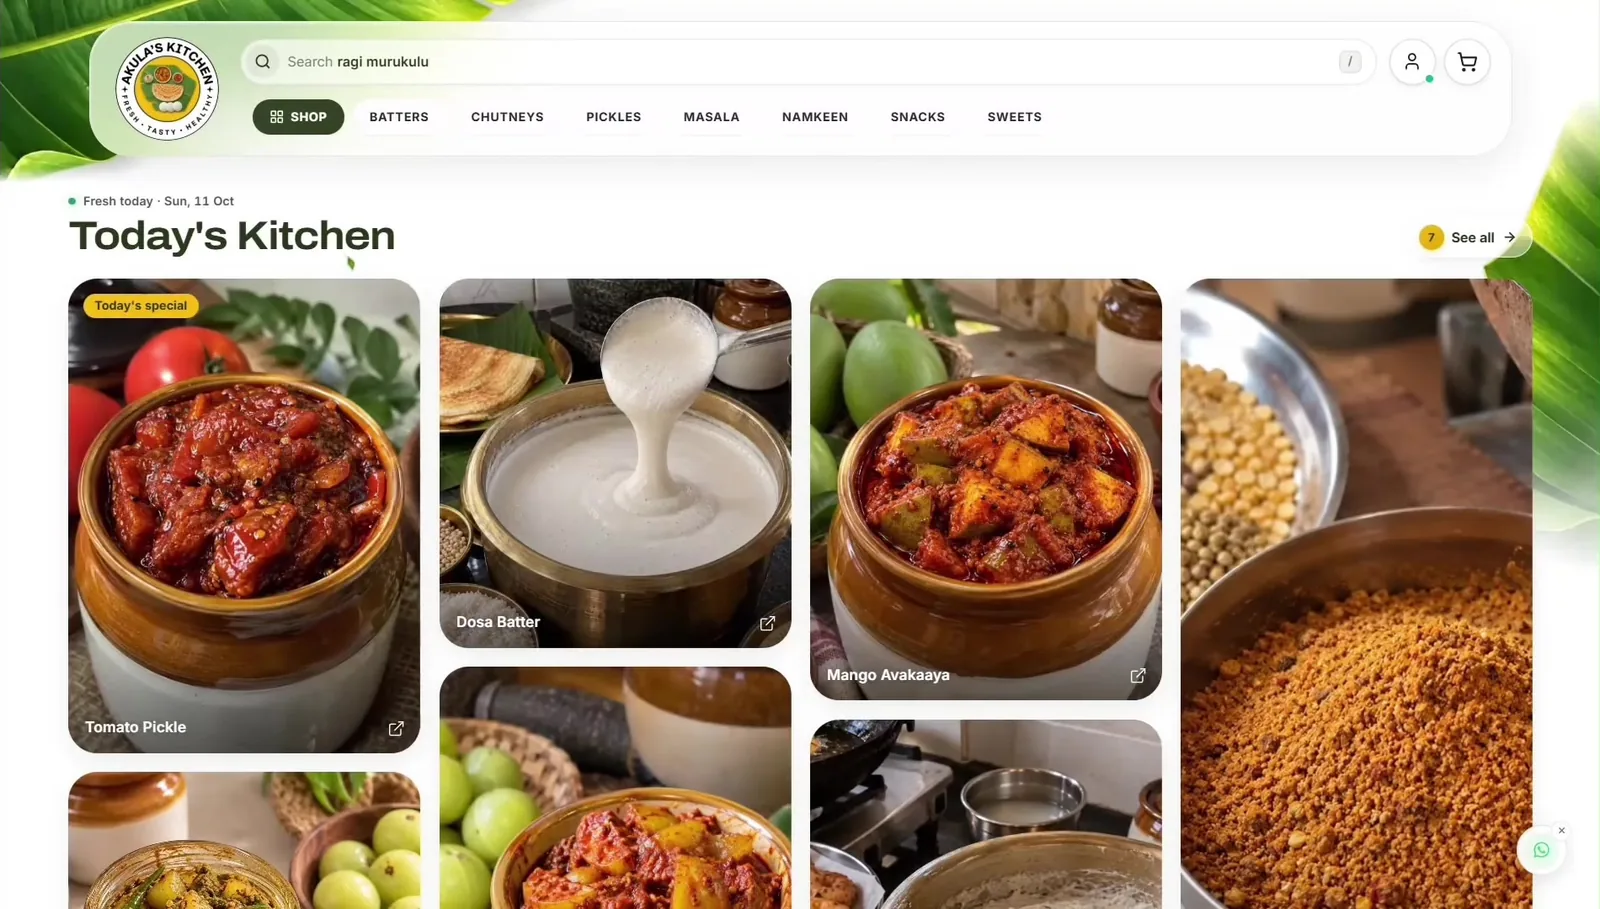 AKULA'S KITCHEN
FRESH · TASTY · HEALTHY
Search ragi murukulu
/
SHOP
BATTERS
CHUTNEYS
PICKLES
MASALA
NAMKEEN
SNACKS
SWEETS
Fresh today · Sun, 11 Oct
Today's Kitchen
7
See all →
Today's special
Tomato Pickle
Dosa Batter
Mango Avakaaya
×